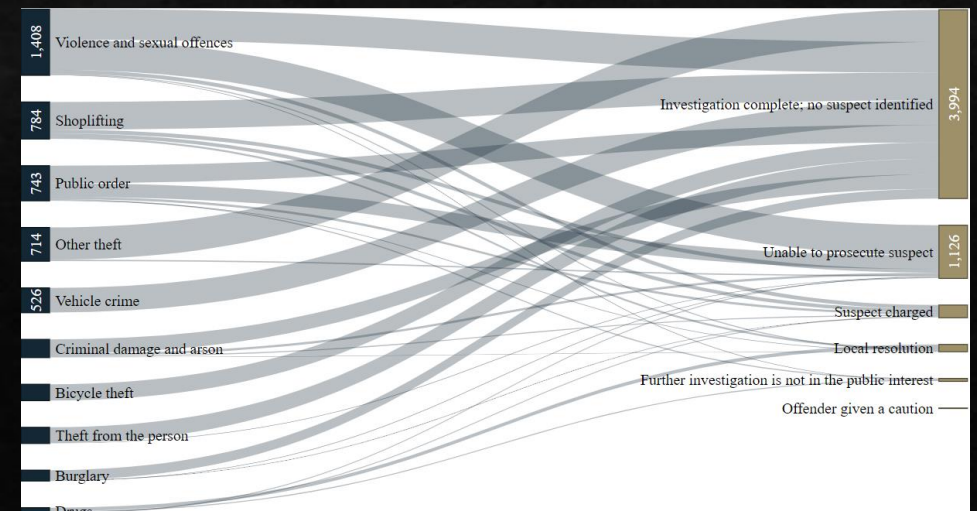 1,408
Violence and sexual offences
784
Shoplifting
743
Public order
714
Other theft
526
Vehicle crime
Criminal damage and arson
Bicycle theft
Theft from the person
Burglary
Drugs
Investigation complete; no suspect identified
3,994
Unable to prosecute suspect
1,126
Suspect charged
Local resolution
Further investigation is not in the public interest
Offender given a caution